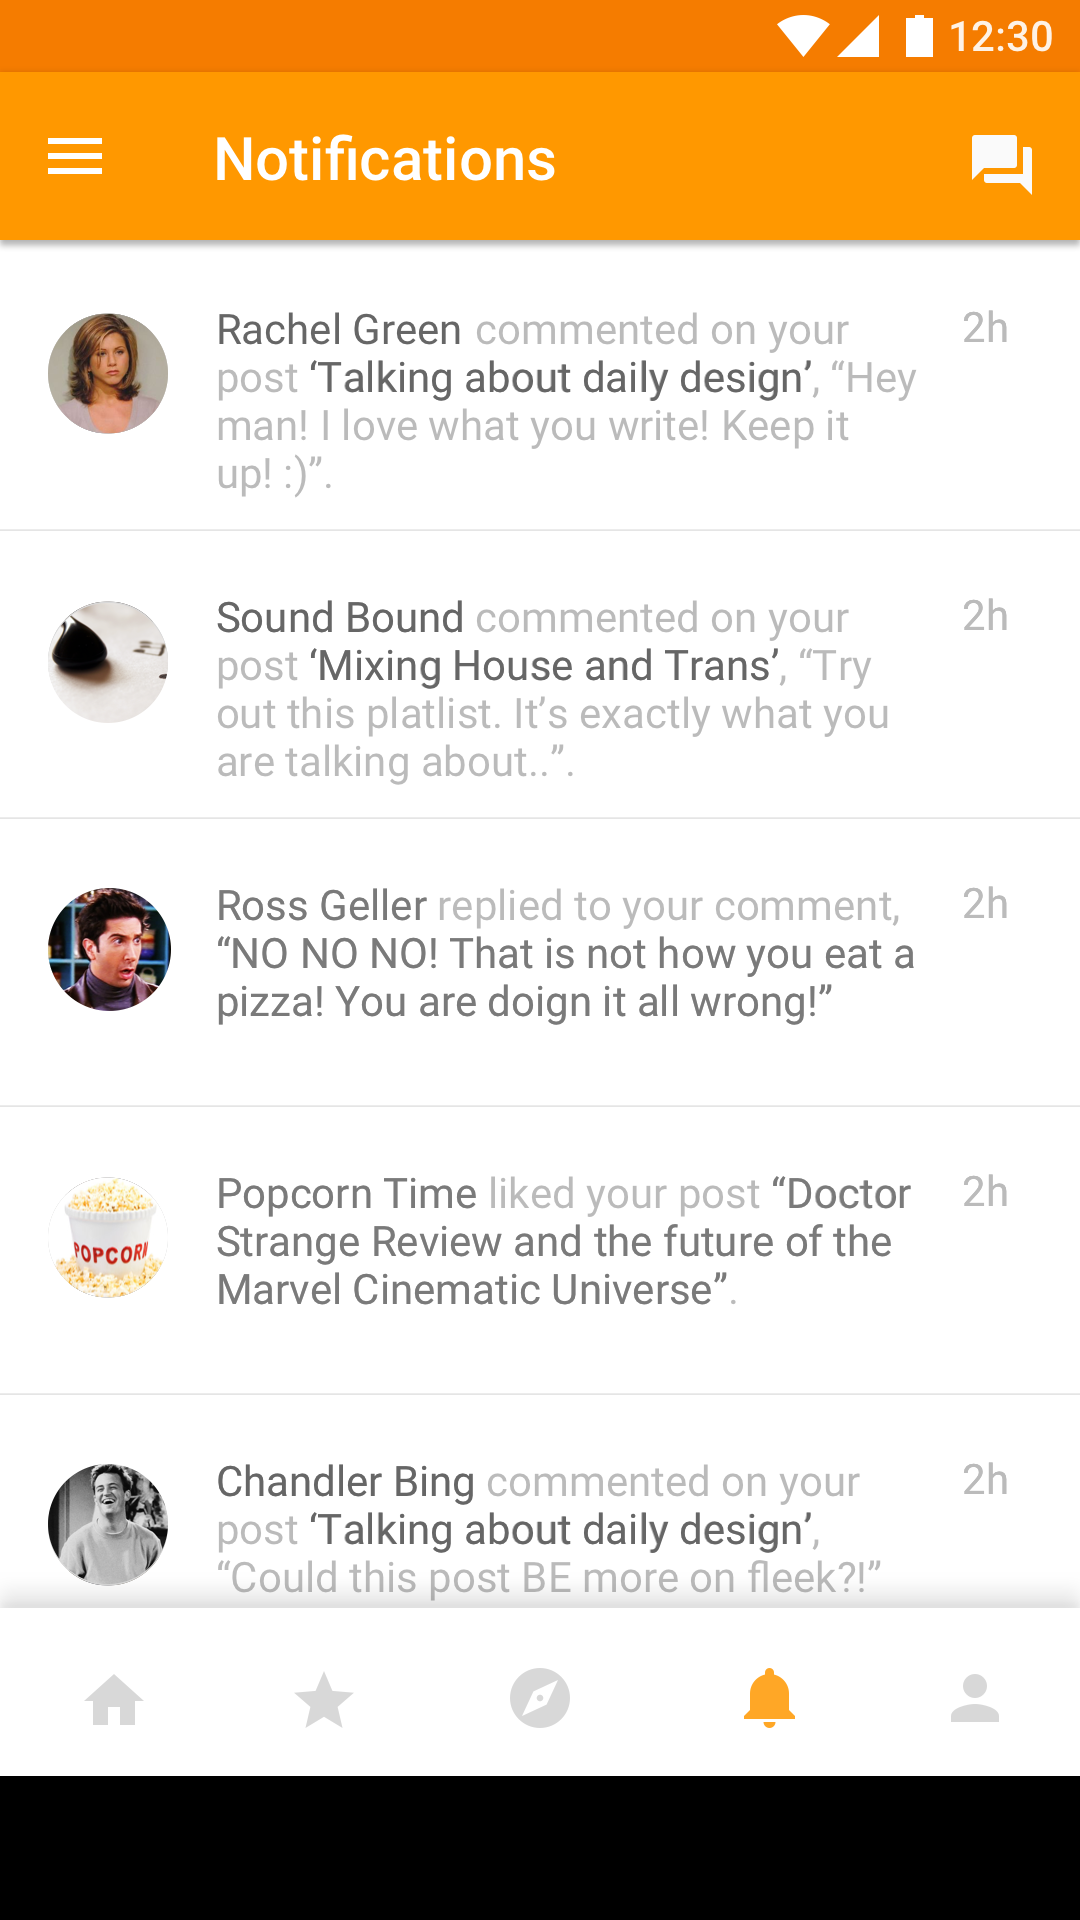 12:30
Notifications
Rachel Green commented on your
2h
post ‘Talking about daily design’, “Hey
man! I love what you write! Keep it
up! :)”.
Sound Bound commented on your
2h
post ‘Mixing House and Trans’, “Try
out this platlist. It’s exactly what you
are talking about..”.
Ross Geller replied to your comment,
2h
“NO NO NO! That is not how you eat a
pizza! You are doign it all wrong!”
Popcorn Time liked your post “Doctor
2h
Strange Review and the future of the
Marvel Cinematic Universe”.
POPCORN
Chandler Bing commented on your
2h
post ‘Talking about daily design’,
“Could this post BE more on fleek?!”